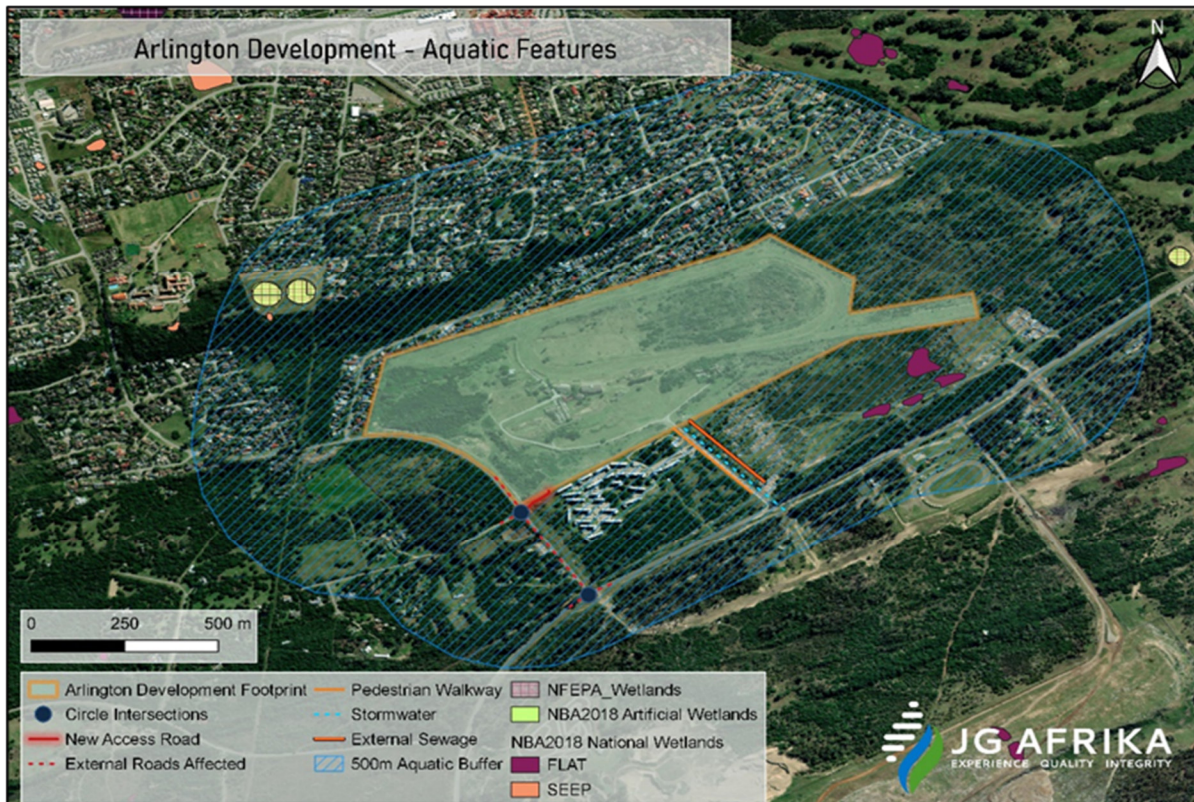 Arlington Development - Aquatic Features
N
0 250 500 m
Arlington Development Footprint
Circle Intersections
New Access Road
External Roads Affected
Pedestrian Walkway
Stormwater
External Sewage
500m Aquatic Buffer
NFEPA_Wetlands
NBA2018 Artificial Wetlands
NBA2018 National Wetlands
FLAT
SEEP
JG AFRIKA
EXPERIENCE QUALITY INTEGRITY